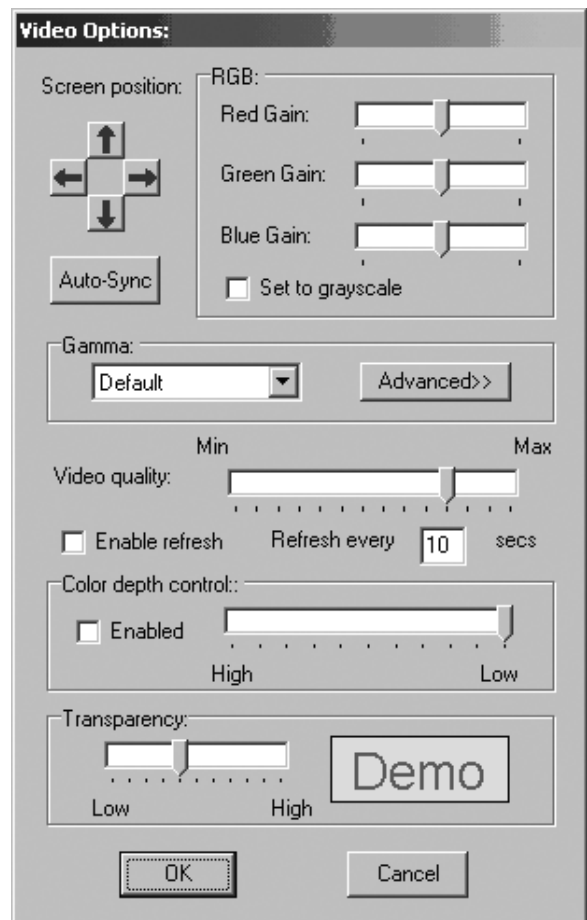 Video Options:
Screen position:
Auto-Sync
RGB:
Red Gain:
Green Gain:
Blue Gain:
Set to grayscale
Gamma:
Default
Advanced>>
Min Max
Video quality:
Enable refresh Refresh every 10 secs
Color depth control::
Enabled
High Low
Transparency:
Low High
Demo
OK Cancel